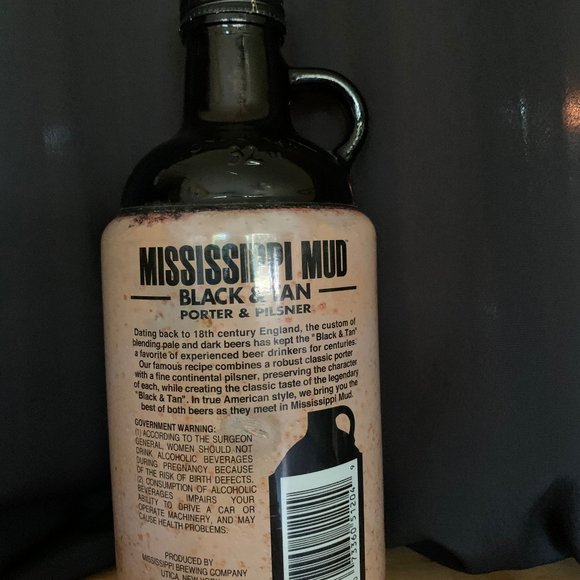 32
MISSISSIPPI MUD
BLACK & TAN
PORTER & PILSNER
Dating back to 18th century England, the custom of
blending pale and dark beers has kept the "Black & Tan"
a favorite of experienced beer drinkers for centuries.
Our famous recipe combines a robust classic porter
with a fine continental pilsner, preserving the character
of each, while creating the classic taste of the legendary
"Black & Tan". In true American style, we bring you the
best of both beers as they meet in Mississippi Mud.
GOVERNMENT WARNING:
(1) ACCORDING TO THE SURGEON
GENERAL, WOMEN SHOULD NOT
DRINK ALCOHOLIC BEVERAGES
DURING PREGNANCY BECAUSE
OF THE RISK OF BIRTH DEFECTS.
(2) CONSUMPTION OF ALCOHOLIC
BEVERAGES IMPAIRS YOUR
ABILITY TO DRIVE A CAR OR
OPERATE MACHINERY, AND MAY
CAUSE HEALTH PROBLEMS.
PRODUCED BY
MISSISSIPPI BREWING COMPANY
UTICA, NEW
73360 51204 9